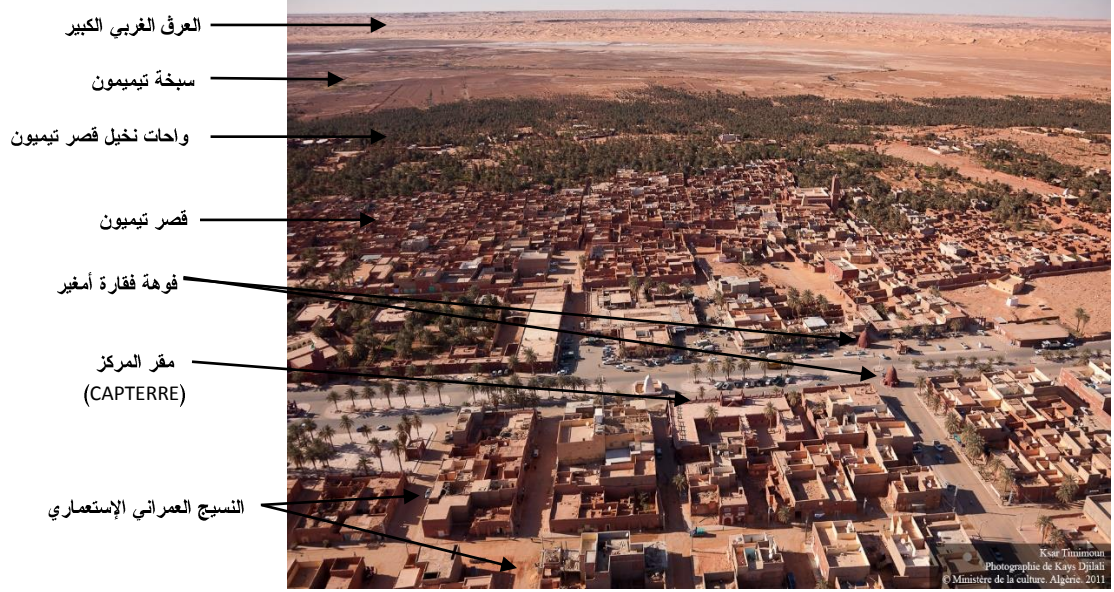 العرڨ الغربي الكبير
سبخة تيميمون
واحات نخيل قصر تيميون
قصر تيميون
فوهة فقارة أمغير
مقر المركز
(CAPTERRE)
النسيج العمراني الإستعماري
Ksar Timimoun
Photographie de Kays Djilali
© Ministère de la culture. Algérie. 2011